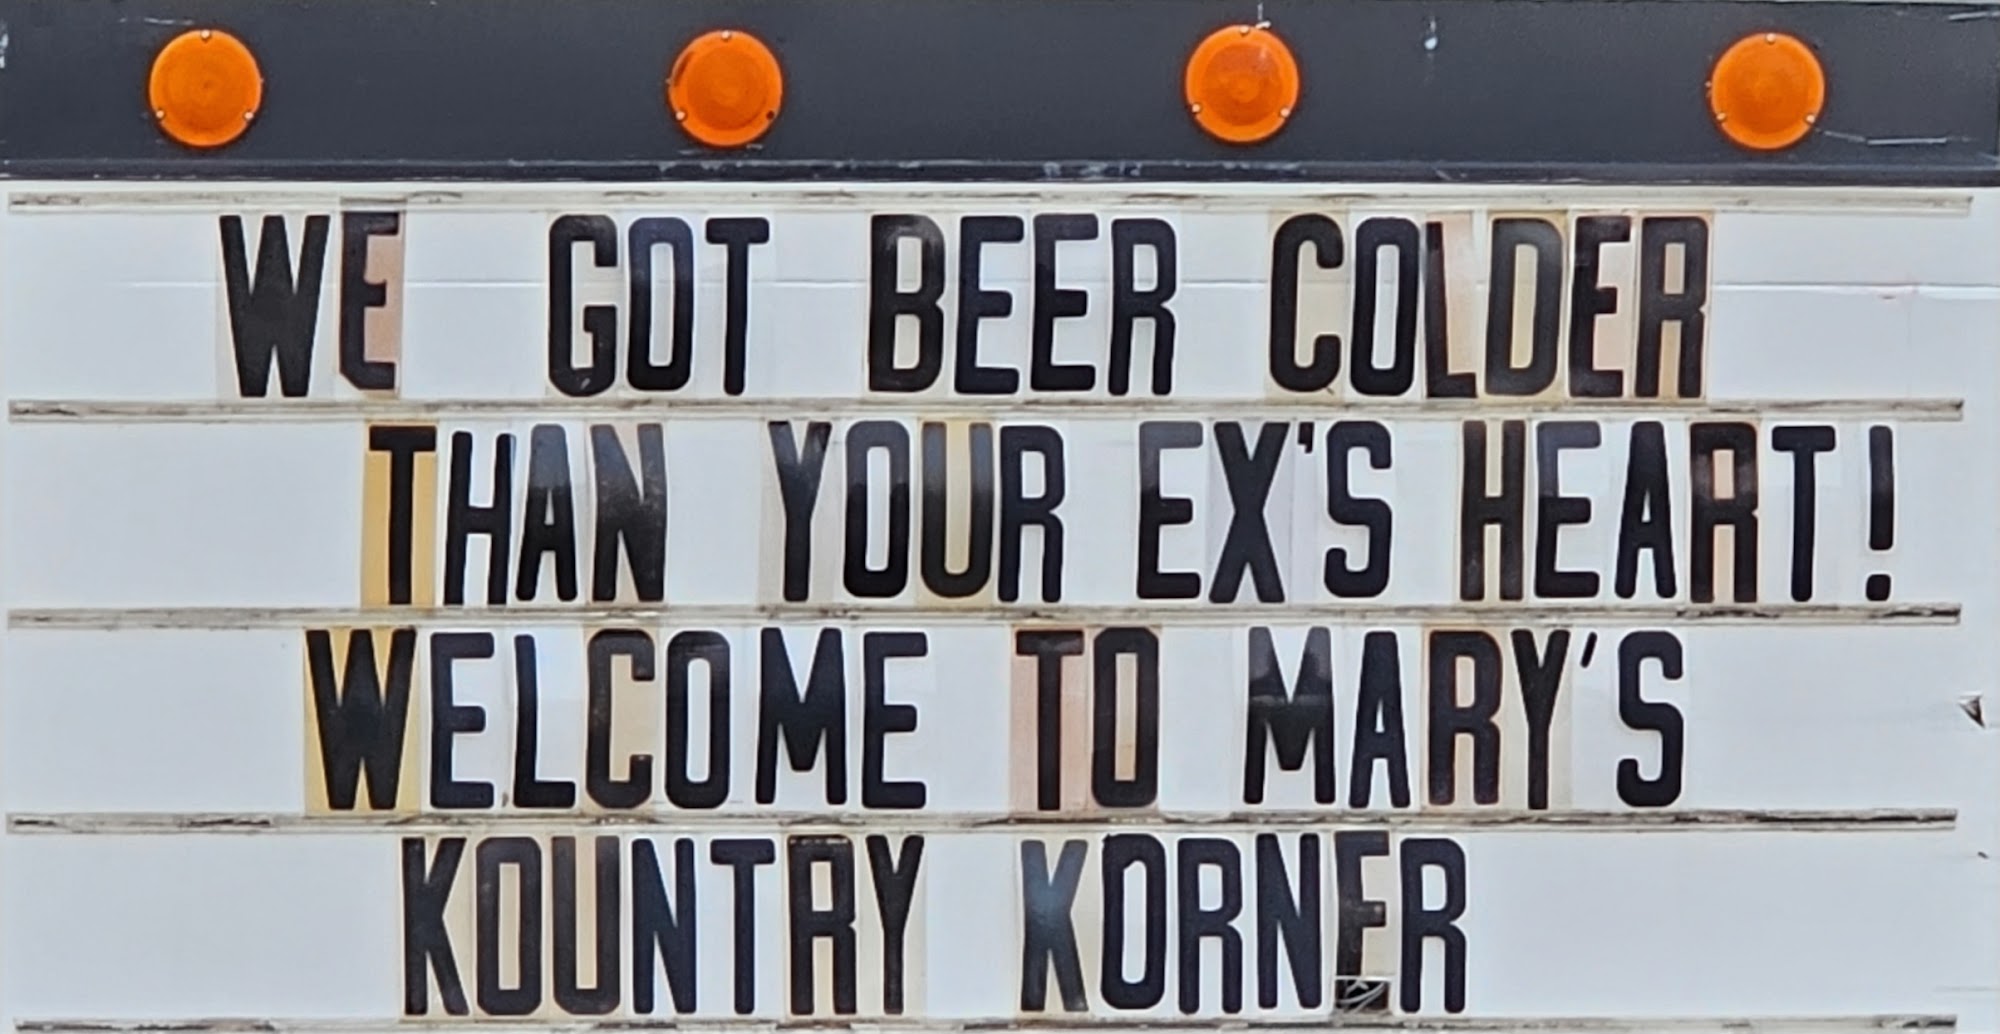 WE GOT BEER COLDER
THAN YOUR EX'S HEART!
WELCOME TO MARY'S
KOUNTRY KORNER